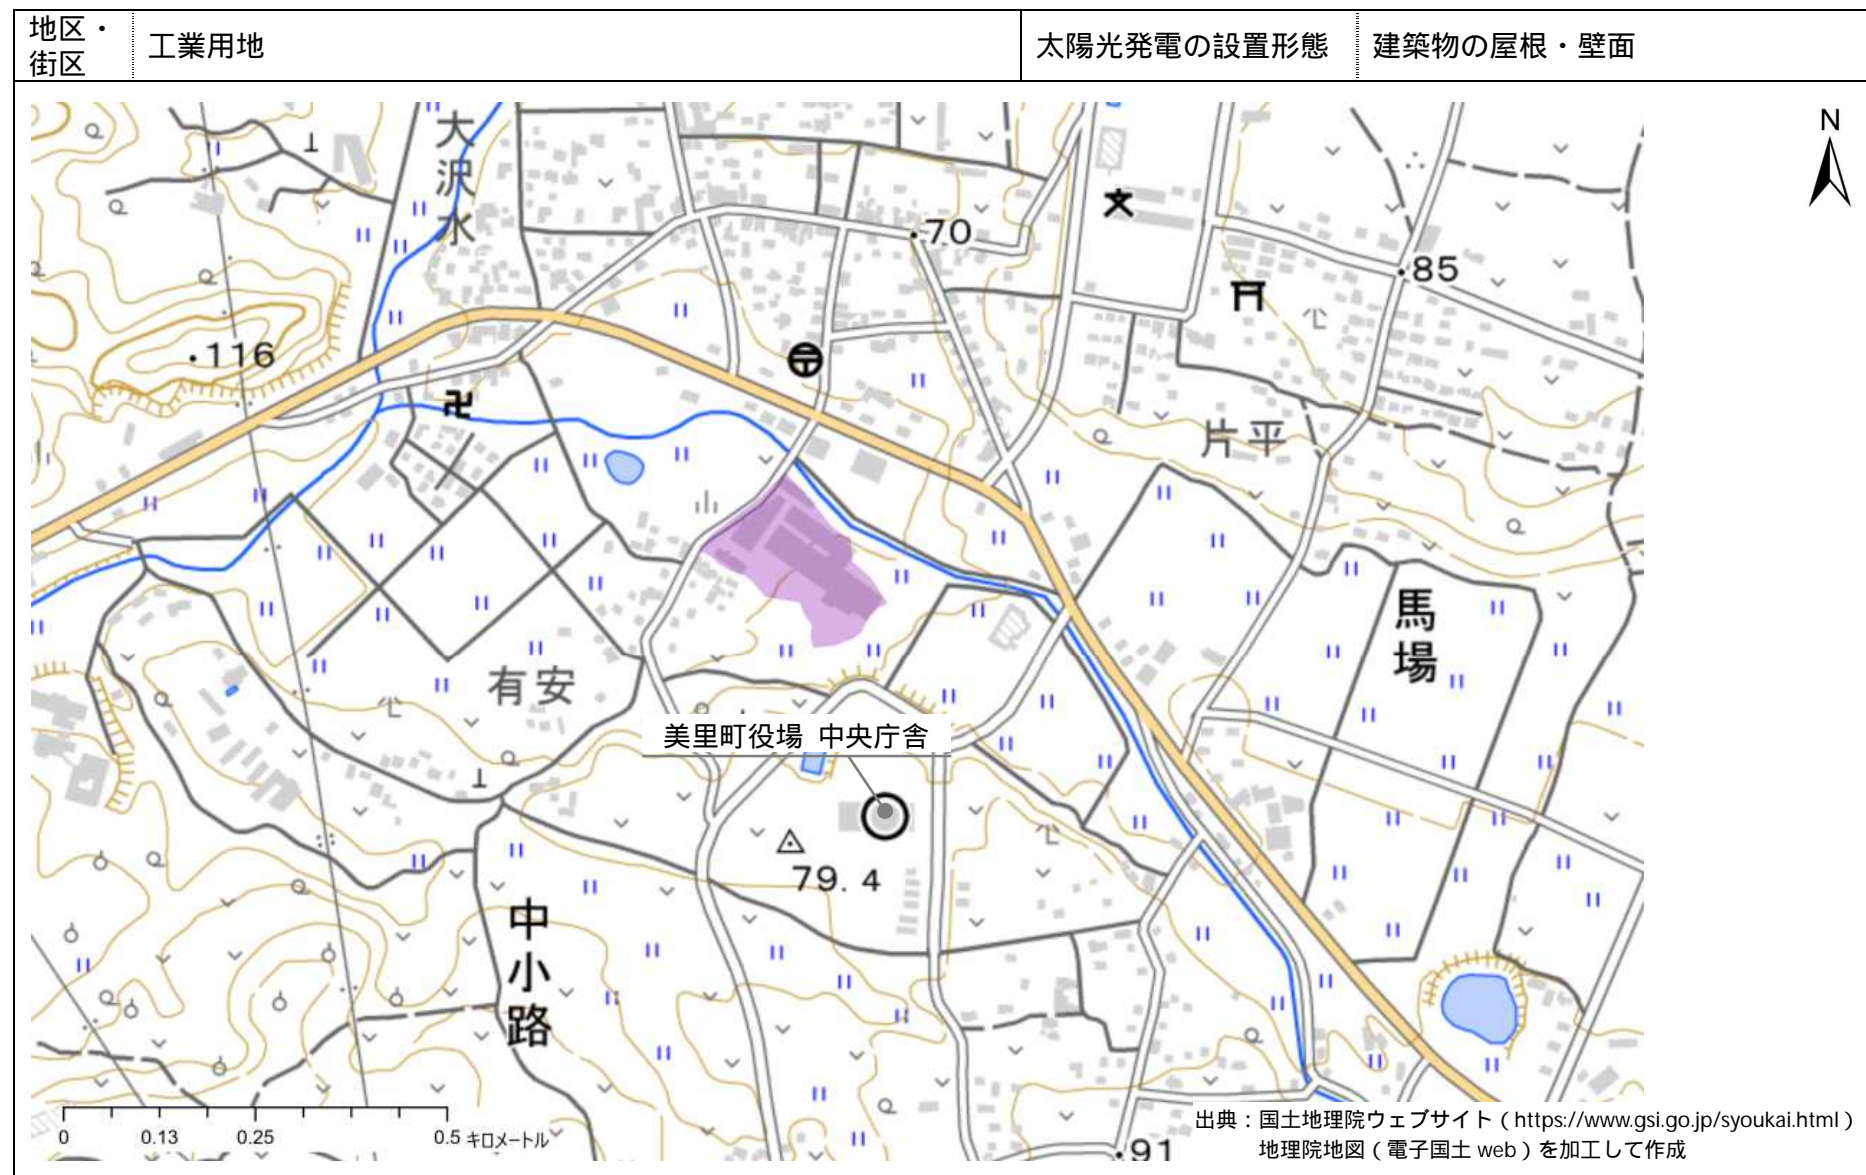 地区・
街区
工業用地
太陽光発電の設置形態
建築物の屋根・壁面
N
大沢水
70
85
116
片平
馬場
有安
美里町役場 中央庁舎
79.4
中小路
91
0 0.13 0.25 0.5 キロメートル
出典：国土地理院ウェブサイト（https://www.gsi.go.jp/syoukai.html）
地理院地図（電子国土 web）を加工して作成